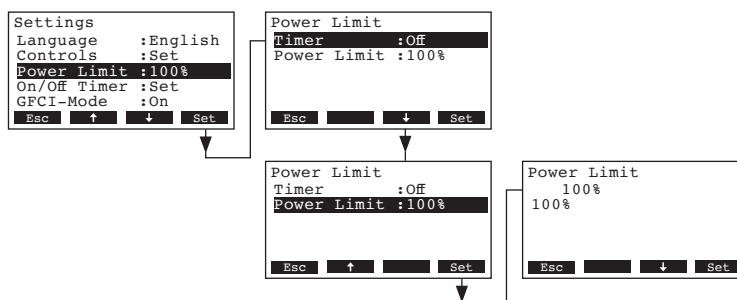 Settings
Language :English
Controls :Set
Power Limit :100%
On/Off Timer :Set
GFCI-Mode :On
Esc ↑ ↓ Set
Power Limit
Timer :Off
Power Limit :100%
Esc ↓ Set
Power Limit
Timer :Off
Power Limit :100%
Esc ↑ Set
Power Limit
100%
100%
Esc ↓ Set